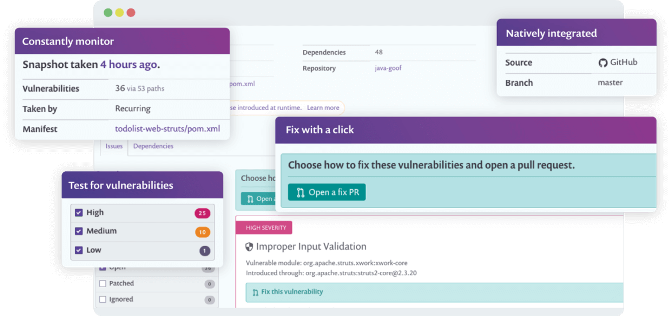 Constantly monitor
Snapshot taken 4 hours ago.
Vulnerabilities 36 via 53 paths
Taken by Recurring
Manifest todolist-web-struts/pom.xml
Dependencies 48
Repository java-goof
pom.xml
se introduced at runtime. Learn more
Natively integrated
Source GitHub
Branch master
Issues Dependencies
Fix with a click
Choose how to fix these vulnerabilities and open a pull request.
Open a fix PR
Test for vulnerabilities
High 25
Medium 10
Low 1
Open
Patched 0
Ignored 0
Choose ho
Open a
HIGH SEVERITY
Improper Input Validation
Vulnerable module: org.apache.struts.xwork:xwork-core
Introduced through: org.apache.struts:struts2-core@2.3.20
Fix this vulnerability